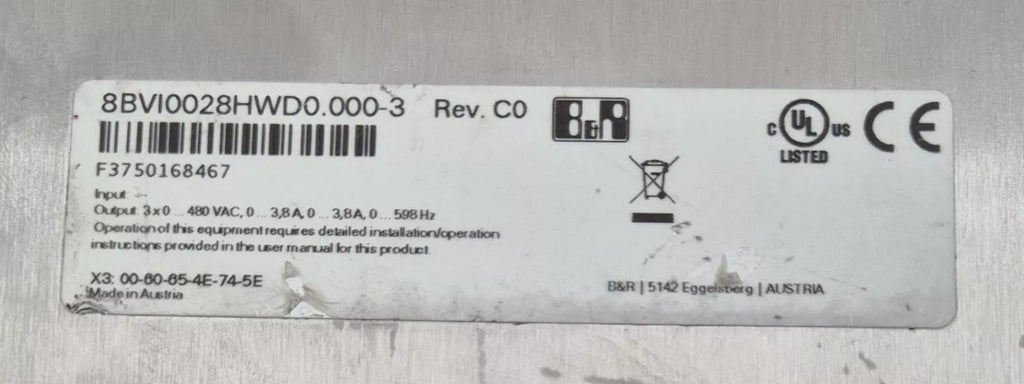 8BVI0028HWD0.000-3 Rev. C0
B&R
C UL US
LISTED
CE
F3750168467
Input: -
Output: 3 x 0 ... 480 VAC, 0 ... 3,8 A, 0 ... 3,8 A, 0 ... 598 Hz
Operation of this equipment requires detailed installation/operation
instructions provided in the user manual for this product.
X3: 00-60-65-4E-74-5E
Made in Austria
B&R | 5142 Eggelsberg | AUSTRIA